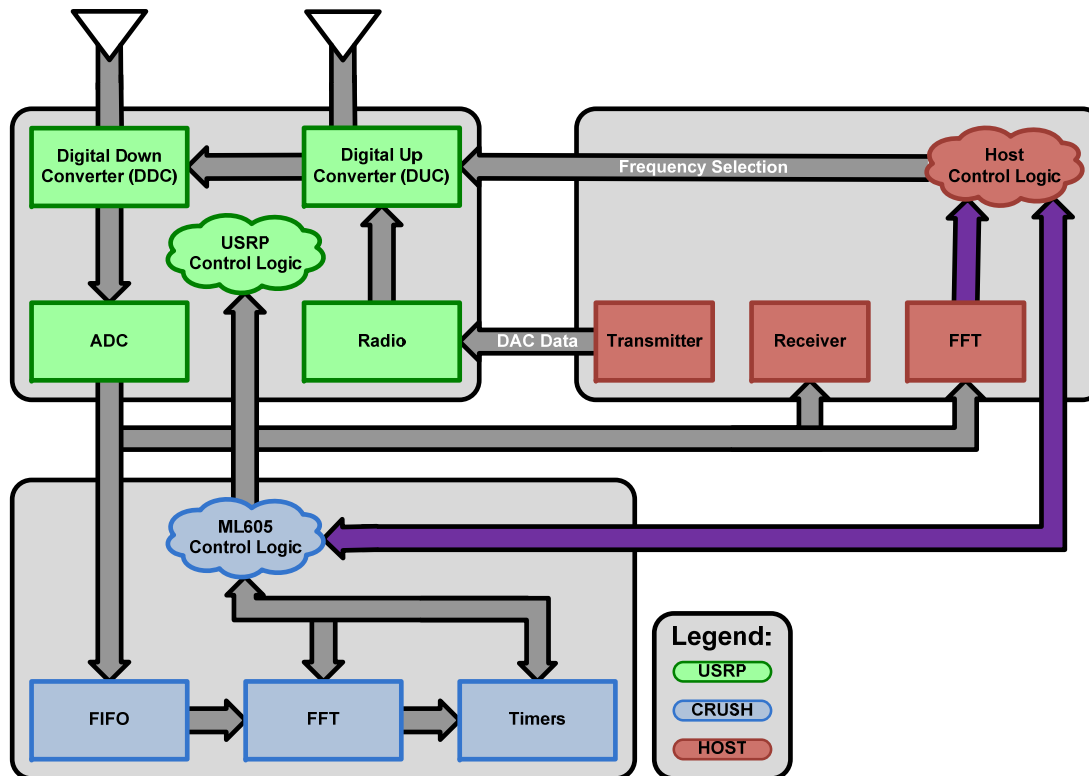 Digital Down
Converter (DDC)
Digital Up
Converter (DUC)
Frequency Selection
Host
Control Logic
USRP
Control Logic
ADC
Radio
DAC Data
Transmitter
Receiver
FFT
ML605
Control Logic
FIFO
FFT
Timers
Legend:
USRP
CRUSH
HOST